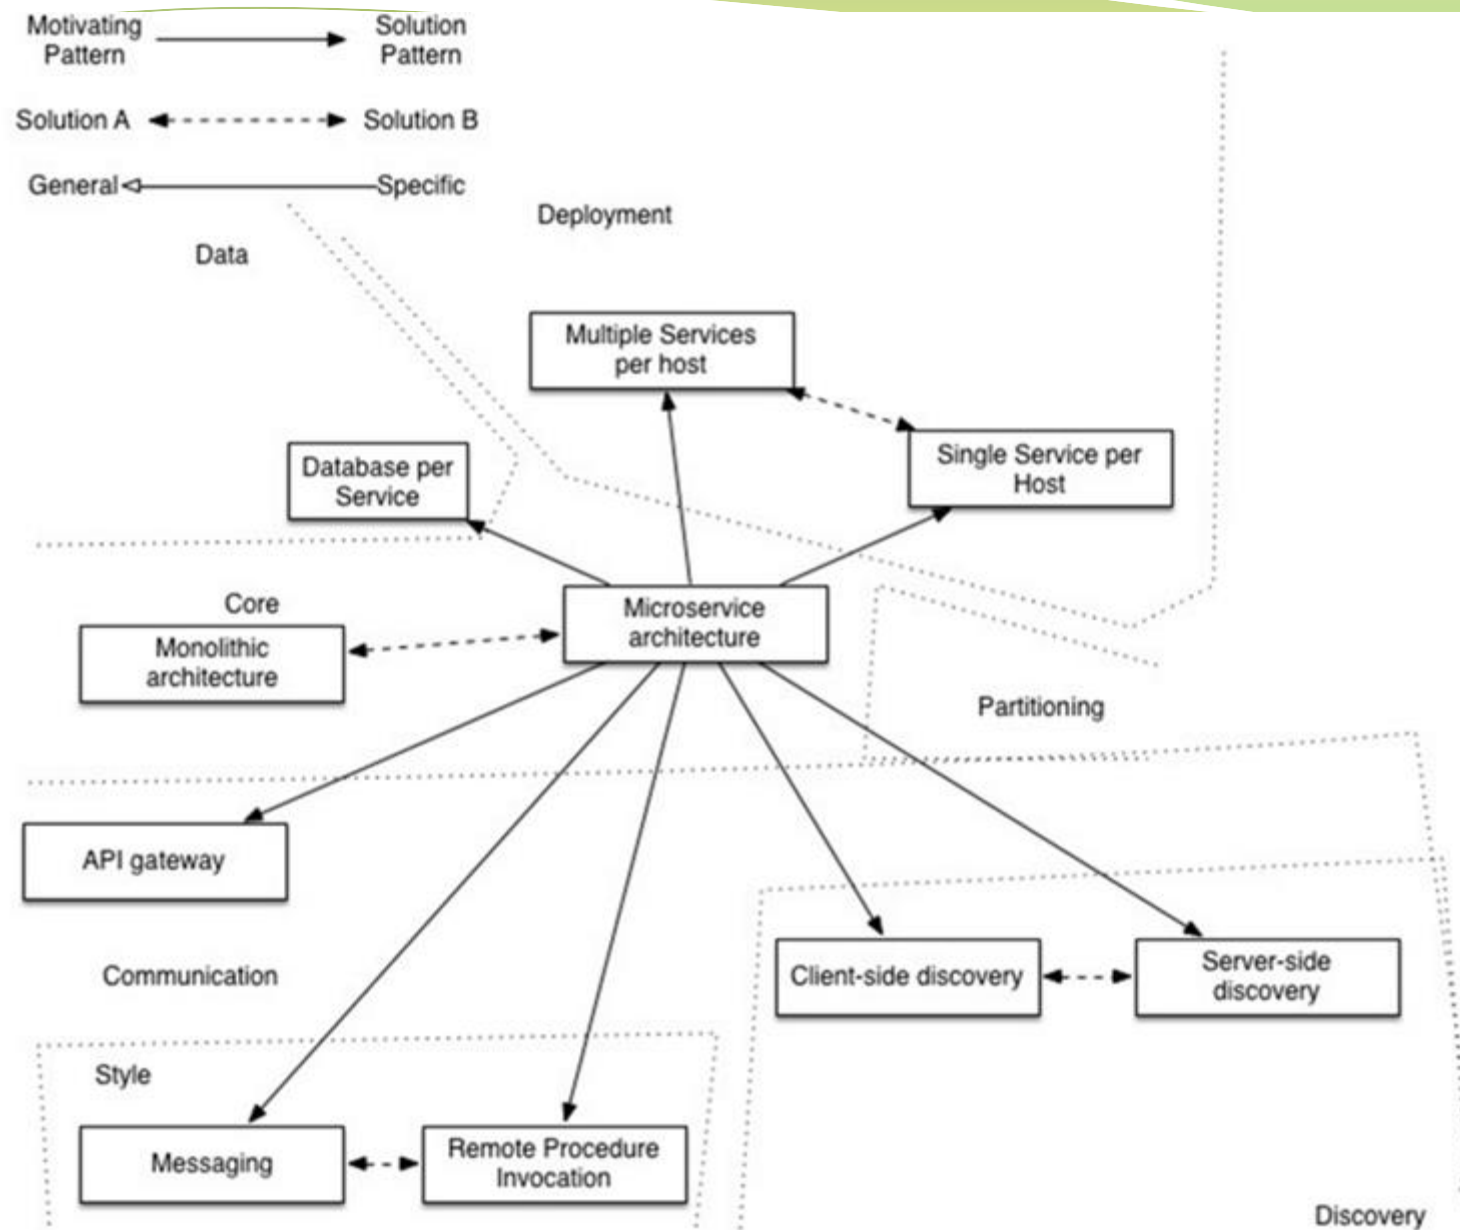 Motivating
Pattern
Solution
Pattern
Solution A
Solution B
General
Specific
Deployment
Data
Multiple Services
per host
Database per
Service
Single Service per
Host
Core
Microservice
architecture
Monolithic
architecture
Partitioning
API gateway
Communication
Client-side discovery
Server-side
discovery
Style
Messaging
Remote Procedure
Invocation
Discovery